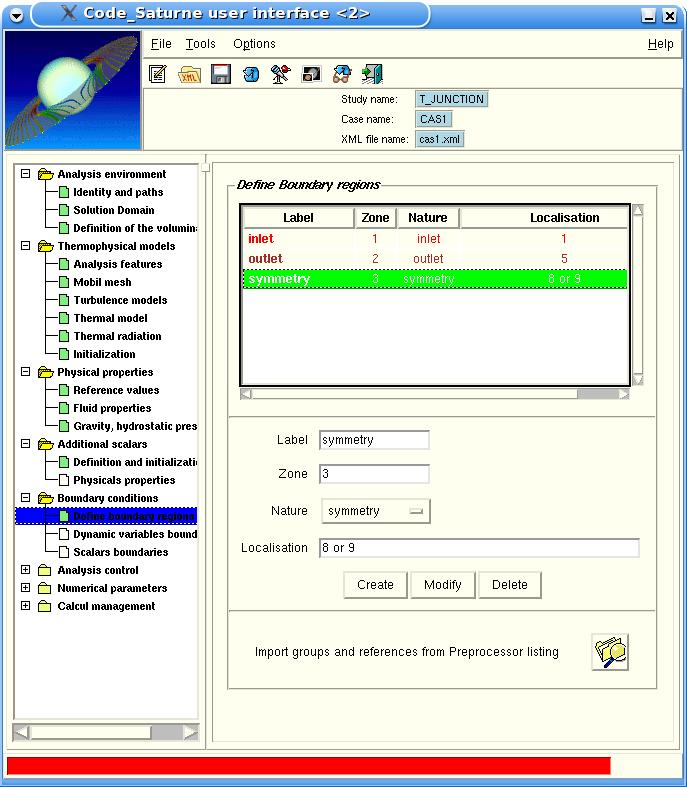 Code_Saturne user interface <2>
File Tools Options Help
XML
Study name: T_JUNCTION
Case name: CAS1
XML file name: cas1.xml
Analysis environment
Identity and paths
Solution Domain
Definition of the volumin
Thermophysical models
Analysis features
Mobil mesh
Turbulence models
Thermal model
Thermal radiation
Initialization
Physical properties
Reference values
Fluid properties
Gravity, hydrostatic pres
Additional scalars
Definition and initializati
Physicals properties
Boundary conditions
Define boundary regions
Dynamic variables bound
Scalars boundaries
Analysis control
Numerical parameters
Calcul management
Define Boundary regions
Label Zone Nature Localisation
inlet 1 inlet 1
outlet 2 outlet 5
symmetry 3 symmetry 8 or 9
Label symmetry
Zone 3
Nature symmetry
Localisation 8 or 9
Create Modify Delete
Import groups and references from Preprocessor listing